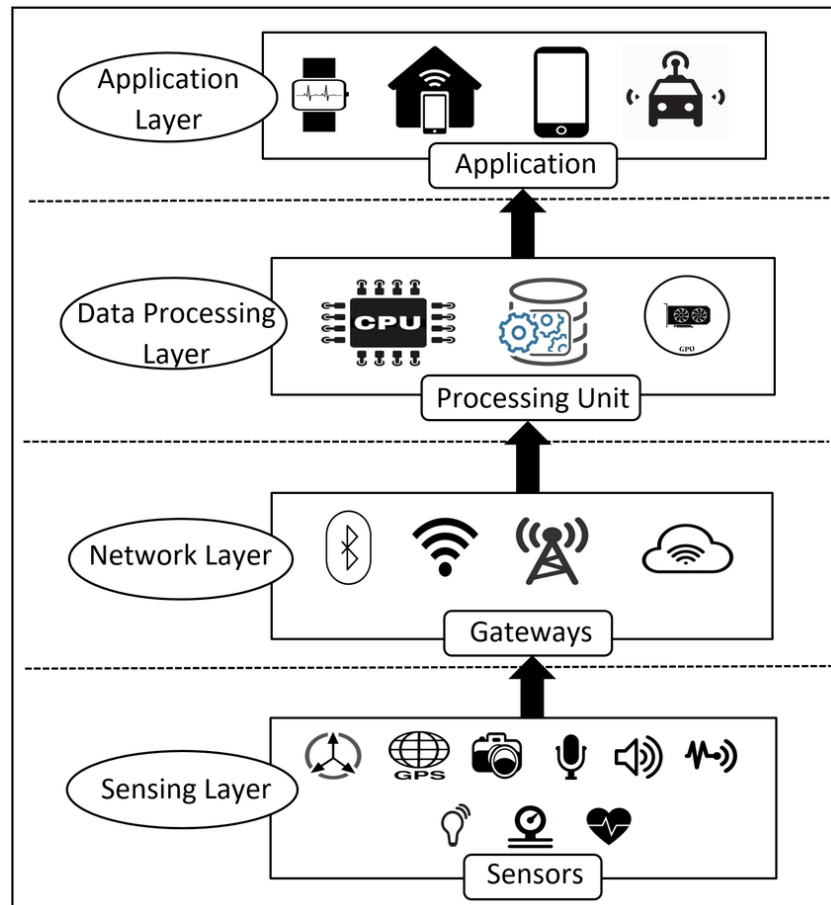 Application
Layer
Application
Data Processing
Layer
CPU
GPU
Processing Unit
Network Layer
Gateways
Sensing Layer
GPS
Sensors